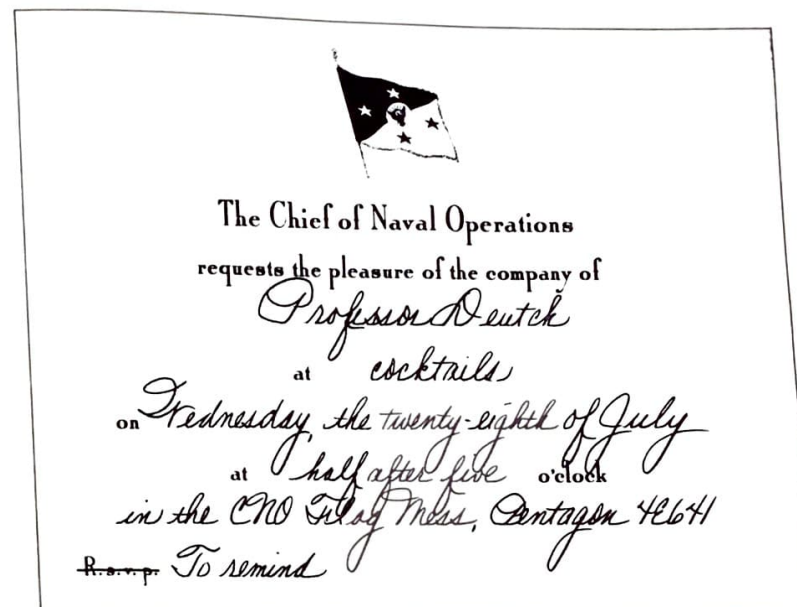 The Chief of Naval Operations
requests the pleasure of the company of
Professor Deutch
at cocktails
on Wednesday, the twenty-eighth of July
at half after five o'clock
in the CNO Flag Mess, Pentagon 4E641
R.s.v.p. To remind